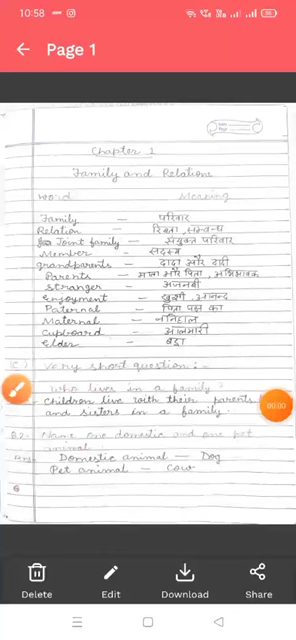 10:58
Page 1
Chapter 1
Family and Relation
Word Meaning
Family — परिवार
Relation — रिश्ता, सम्बन्ध
Joint family — संयुक्त परिवार
Member — सदस्य
grandparents — दादा और दादी
Parents — माता और पिता, अभिभावक
Stranger — अजनबी
Enjoyment — खुशी, आनन्द
Paternal — पिता पक्ष का
Maternal — ननिहाल
Cupboard — अलमारी
Elder — बड़ा
(C) Very short question :-
Who lives in a family?
Children live with their parents
and sisters in a family.
00:00
Q.2. Name one domestic and one pet
animal.
Ans. Domestic animal — Dog
Pet animal — Cow
Delete Edit Download Share